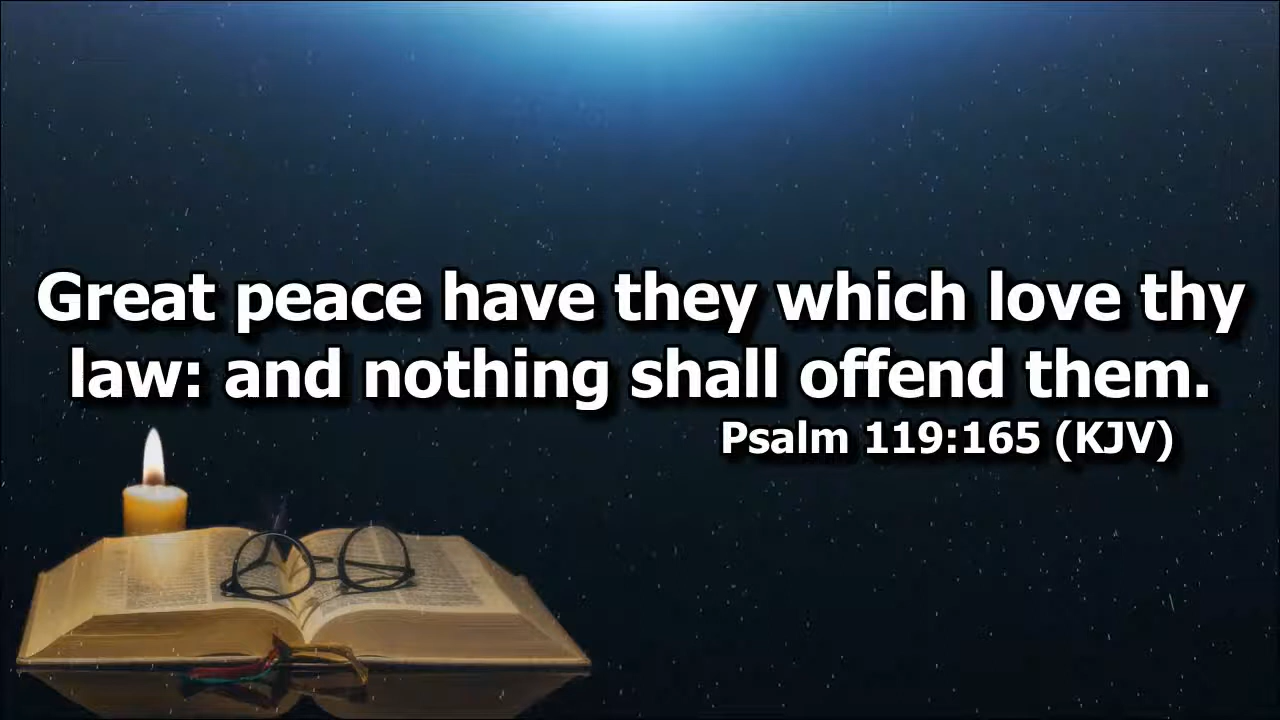 Great peace have they which love thy
law: and nothing shall offend them.
Psalm 119:165 (KJV)